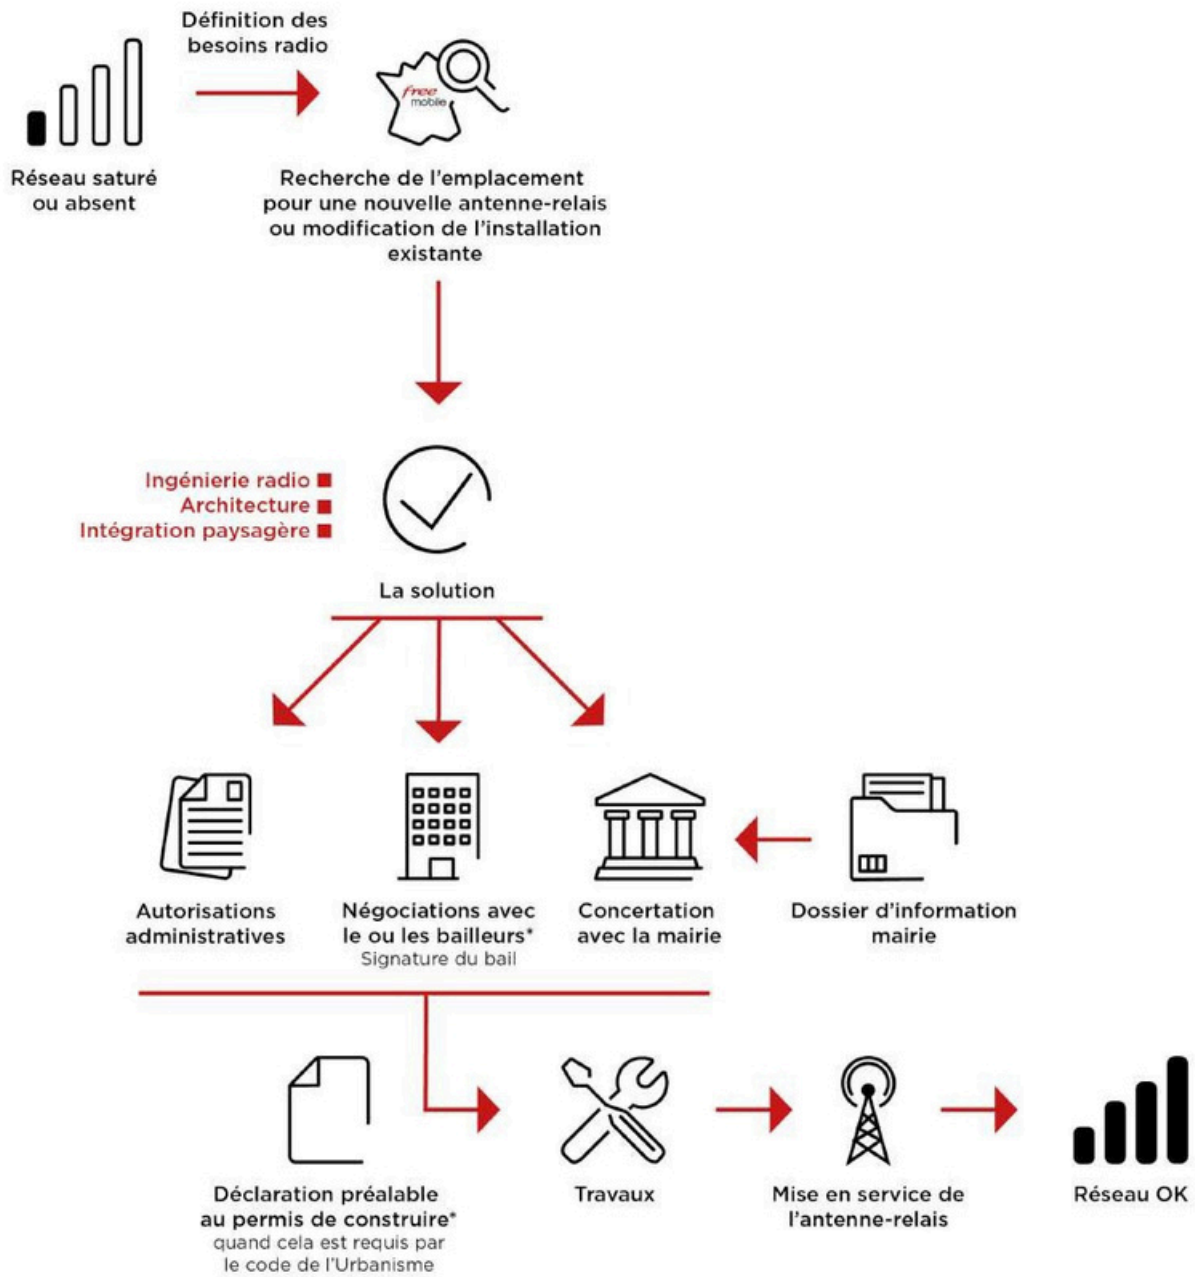 Définition des
besoins radio
free
mobile
Réseau saturé
ou absent
Recherche de l'emplacement
pour une nouvelle antenne-relais
ou modification de l'installation
existante
Ingénierie radio
Architecture
Intégration paysagère
La solution
Autorisations
administratives
Négociations avec
le ou les bailleurs*
Signature du bail
Concertation
avec la mairie
Dossier d'information
mairie
Déclaration préalable
au permis de construire*
quand cela est requis par
le code de l'Urbanisme
Travaux
Mise en service de
l'antenne-relais
Réseau OK